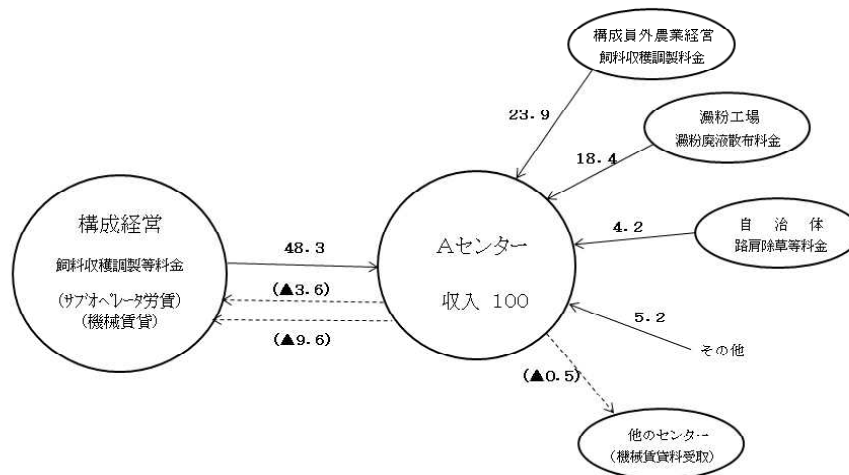 構成員外農業経営
飼料収穫調製料金
23.9
澱粉工場
澱粉廃液散布料金
18.4
自　治　体
路肩除草等料金
4.2
構成経営
飼料収穫調製等料金
(サブオペレータ労賃)
(機械賃貸)
48.3
(▲3.6)
(▲9.6)
Aセンター
収入 100
5.2
その他
(▲0.5)
他のセンター
(機械賃貸料受取)